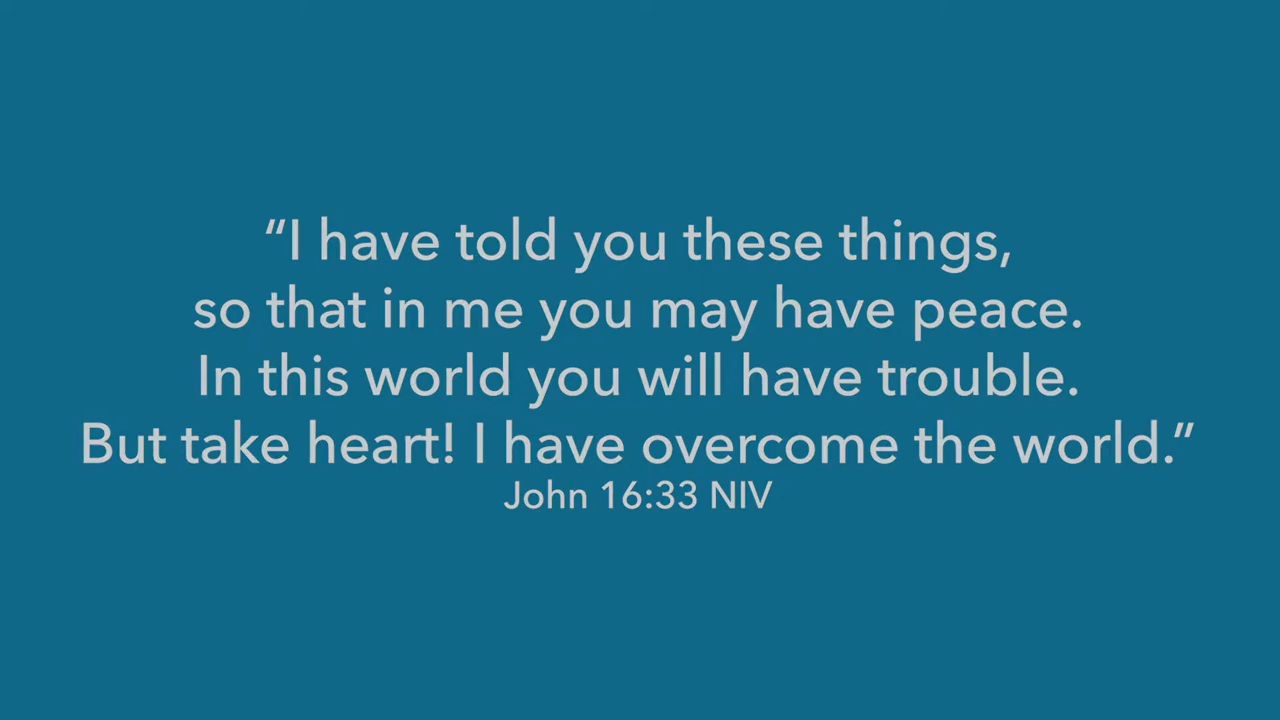 “I have told you these things,
so that in me you may have peace.
In this world you will have trouble.
But take heart! I have overcome the world.”
John 16:33 NIV